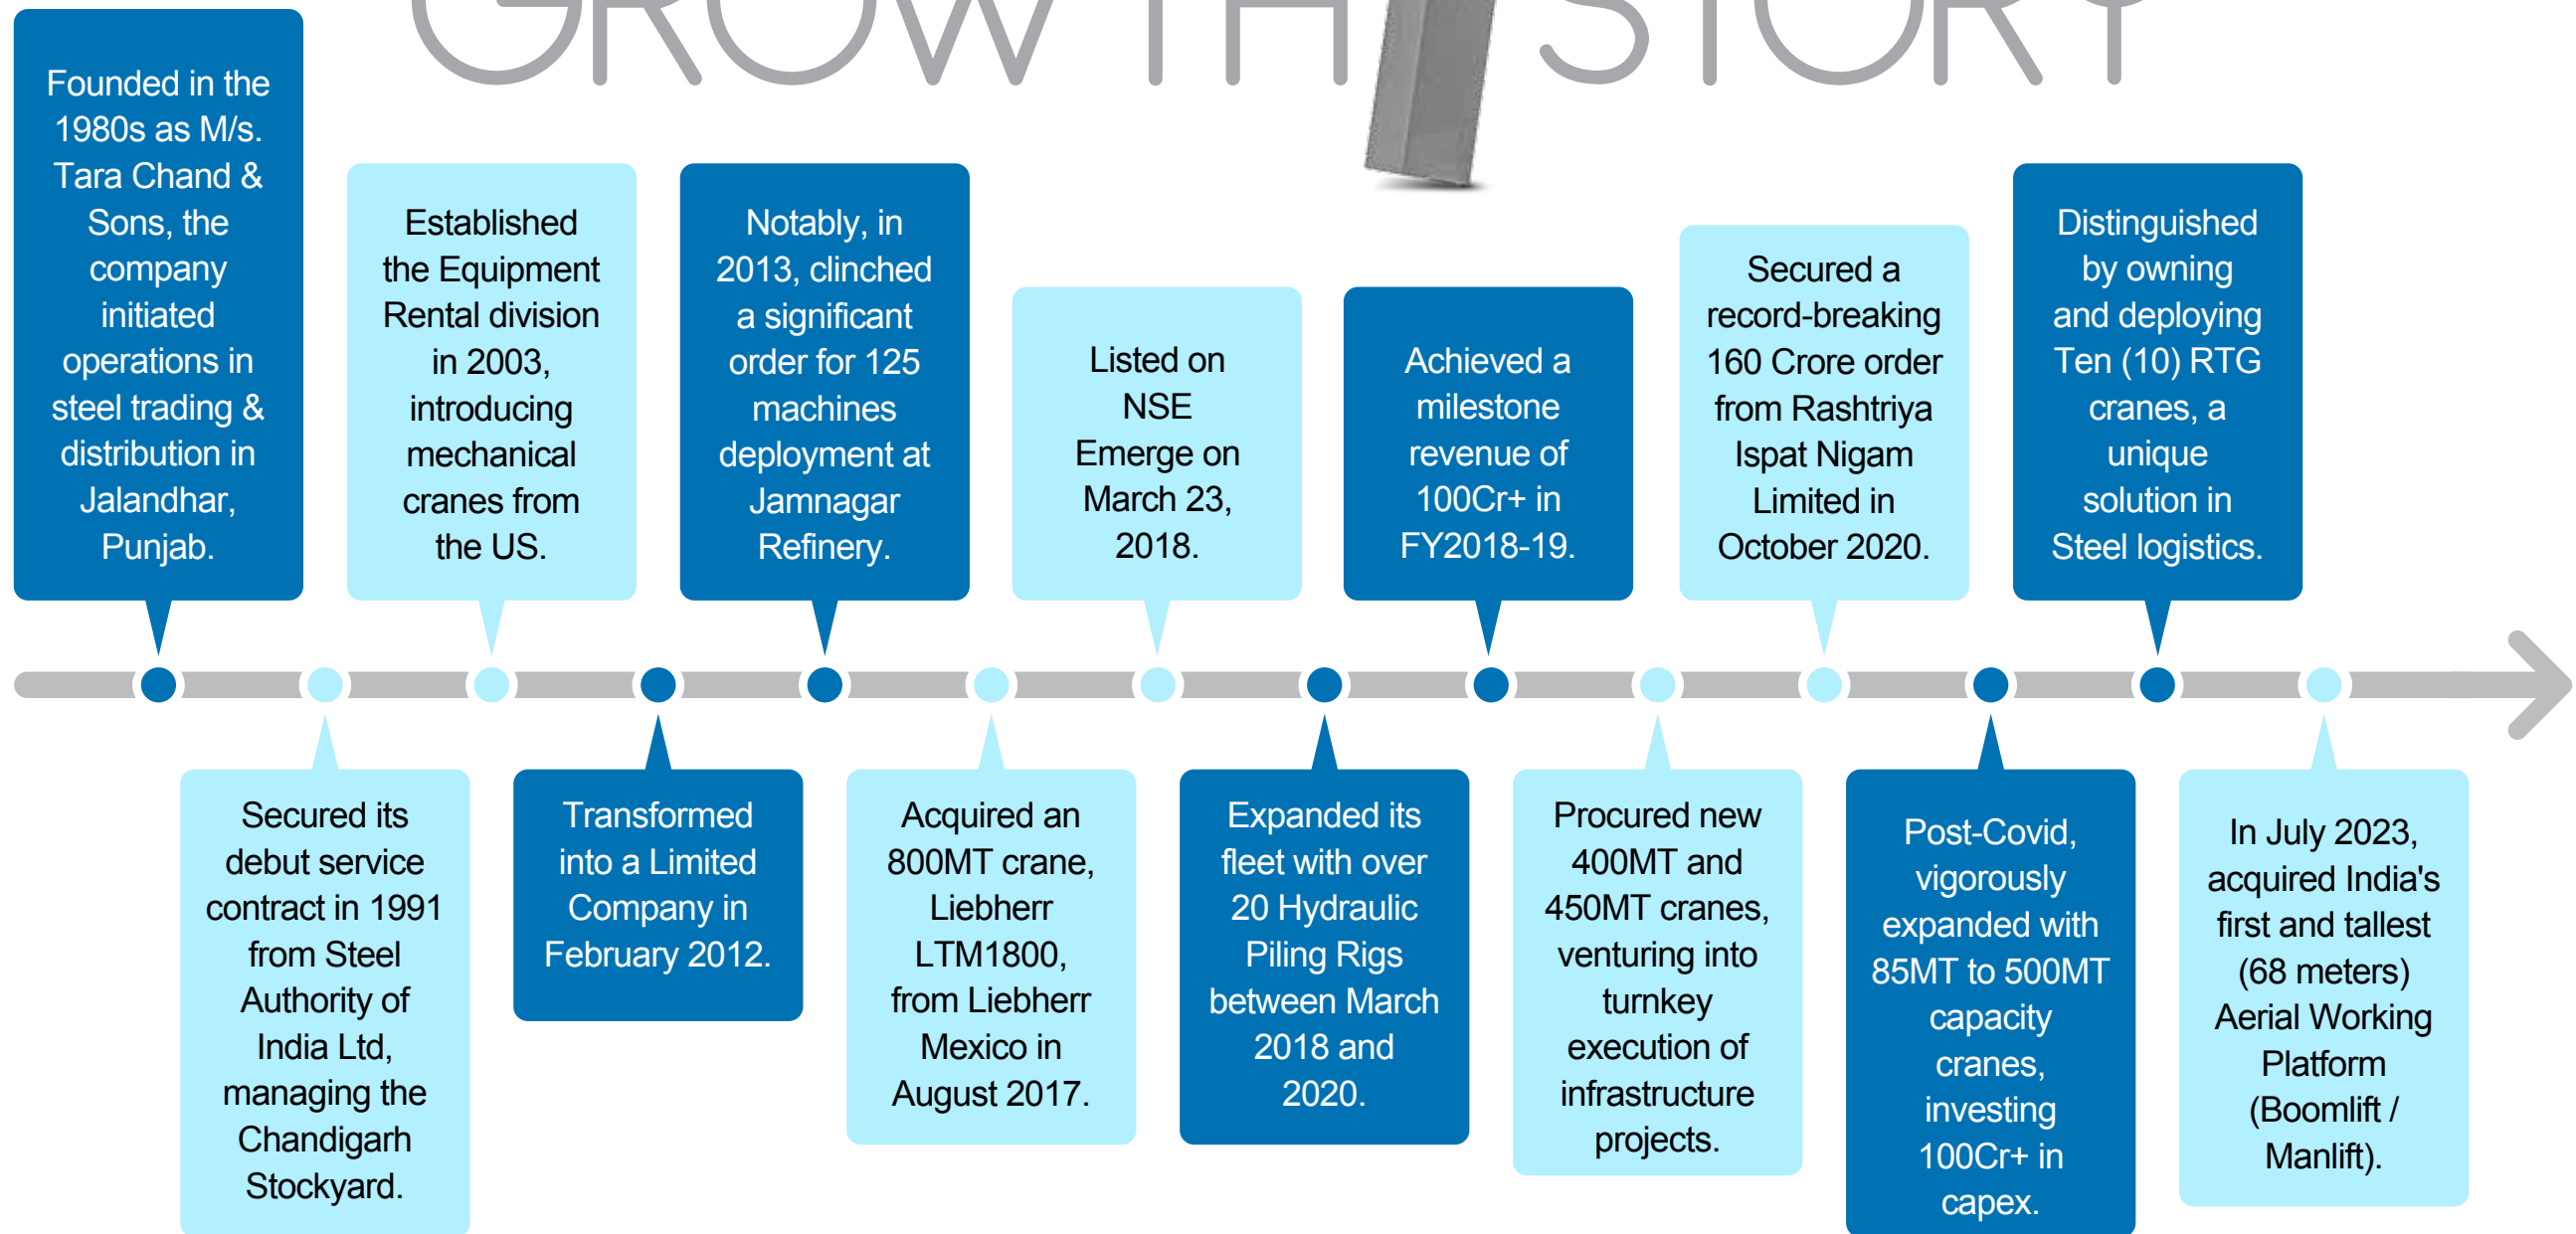 GROWTH STORY
Founded in the
1980s as M/s.
Tara Chand &
Sons, the
company
initiated
operations in
steel trading &
distribution in
Jalandhar,
Punjab.
Secured its
debut service
contract in 1991
from Steel
Authority of
India Ltd,
managing the
Chandigarh
Stockyard.
Established
the Equipment
Rental division
in 2003,
introducing
mechanical
cranes from
the US.
Transformed
into a Limited
Company in
February 2012.
Notably, in
2013, clinched
a significant
order for 125
machines
deployment at
Jamnagar
Refinery.
Acquired an
800MT crane,
Liebherr
LTM1800,
from Liebherr
Mexico in
August 2017.
Listed on
NSE
Emerge on
March 23,
2018.
Expanded its
fleet with over
20 Hydraulic
Piling Rigs
between March
2018 and
2020.
Achieved a
milestone
revenue of
100Cr+ in
FY2018-19.
Procured new
400MT and
450MT cranes,
venturing into
turnkey
execution of
infrastructure
projects.
Secured a
record-breaking
160 Crore order
from Rashtriya
Ispat Nigam
Limited in
October 2020.
Post-Covid,
vigorously
expanded with
85MT to 500MT
capacity
cranes,
investing
100Cr+ in
capex.
Distinguished
by owning
and deploying
Ten (10) RTG
cranes, a
unique
solution in
Steel logistics.
In July 2023,
acquired India's
first and tallest
(68 meters)
Aerial Working
Platform
(Boomlift /
Manlift).